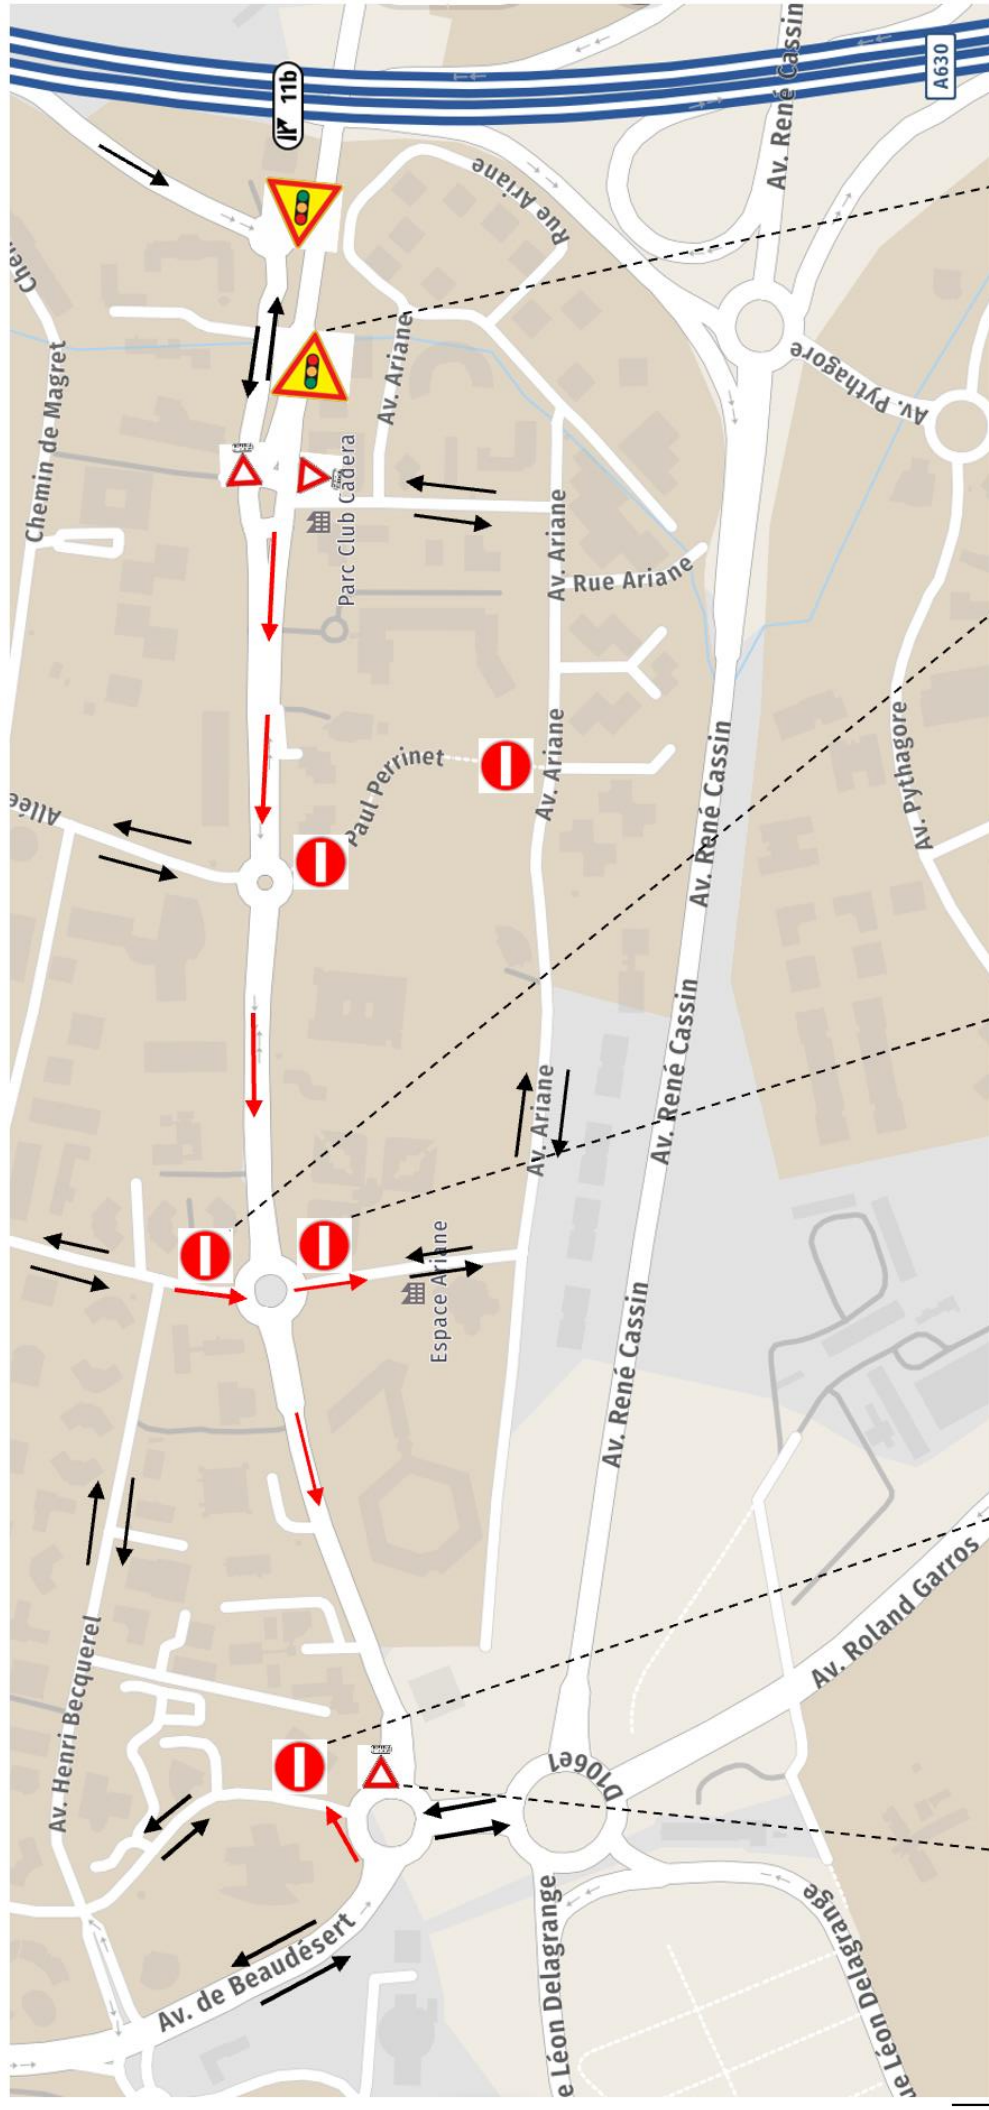 Av. René Cassin
A630
11b
Rue Ariane
Che
Chemin de Magret
Av. Ariane
Av. Pythagore
Parc Club Cadera
Av. Ariane
Rue Ariane
Paul Perrinet
Av. Ariane
Allée
Av. René Cassin
Av. Pythagore
Av. René Cassin
Av. Ariane
Espace Ariane
Av. René Cassin
Av. Henri Becquerel
Av. Roland Garros
D106e1
Av. de Beaudésert
e Léon Delagrange
ue Léon Delagrange